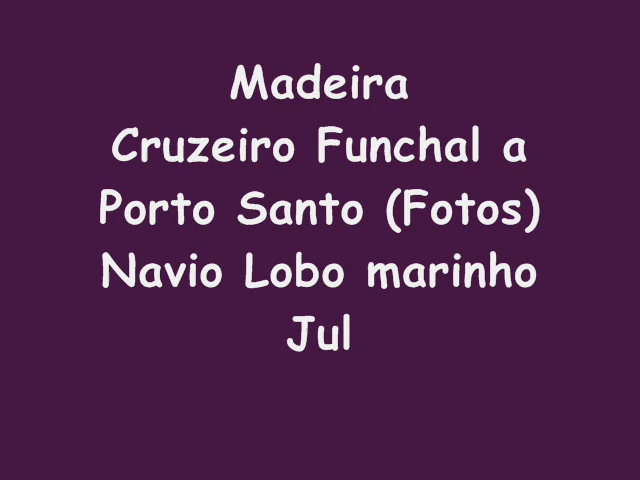 Madeira
Cruzeiro Funchal a
Porto Santo (Fotos)
Navio Lobo marinho
Jul